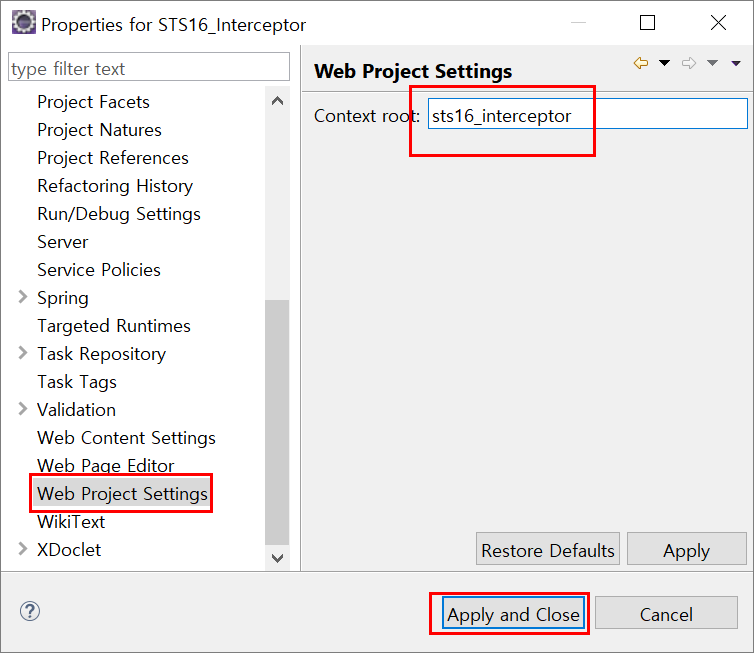 Properties for STS16_Interceptor
type filter text
Project Facets
Project Natures
Project References
Refactoring History
Run/Debug Settings
Server
Service Policies
Spring
Targeted Runtimes
Task Repository
Task Tags
Validation
Web Content Settings
Web Page Editor
Web Project Settings
WikiText
XDoclet
Web Project Settings
Context root: sts16_interceptor
Restore Defaults Apply
? Apply and Close Cancel